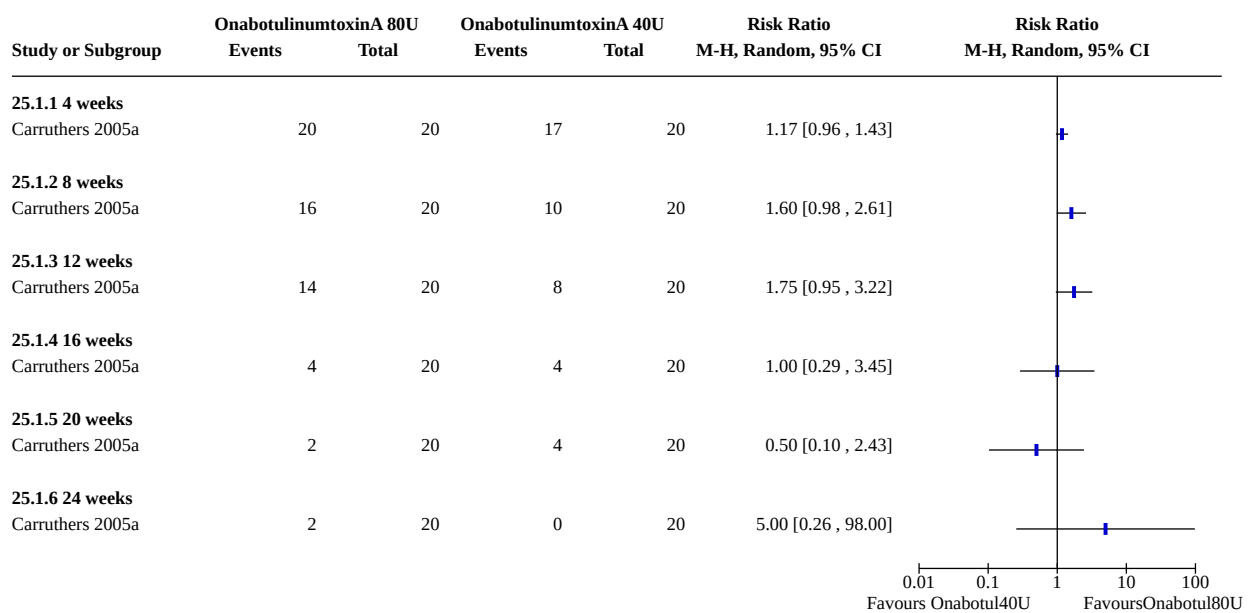 OnabotulinumtoxinA 80U OnabotulinumtoxinA 40U Risk Ratio Risk Ratio
Study or Subgroup Events Total Events Total M-H, Random, 95% CI M-H, Random, 95% CI
25.1.1 4 weeks
Carruthers 2005a 20 20 17 20 1.17 [0.96 , 1.43]
25.1.2 8 weeks
Carruthers 2005a 16 20 10 20 1.60 [0.98 , 2.61]
25.1.3 12 weeks
Carruthers 2005a 14 20 8 20 1.75 [0.95 , 3.22]
25.1.4 16 weeks
Carruthers 2005a 4 20 4 20 1.00 [0.29 , 3.45]
25.1.5 20 weeks
Carruthers 2005a 2 20 4 20 0.50 [0.10 , 2.43]
25.1.6 24 weeks
Carruthers 2005a 2 20 0 20 5.00 [0.26 , 98.00]
0.01 0.1 1 10 100
Favours Onabotul40U FavoursOnabotul80U